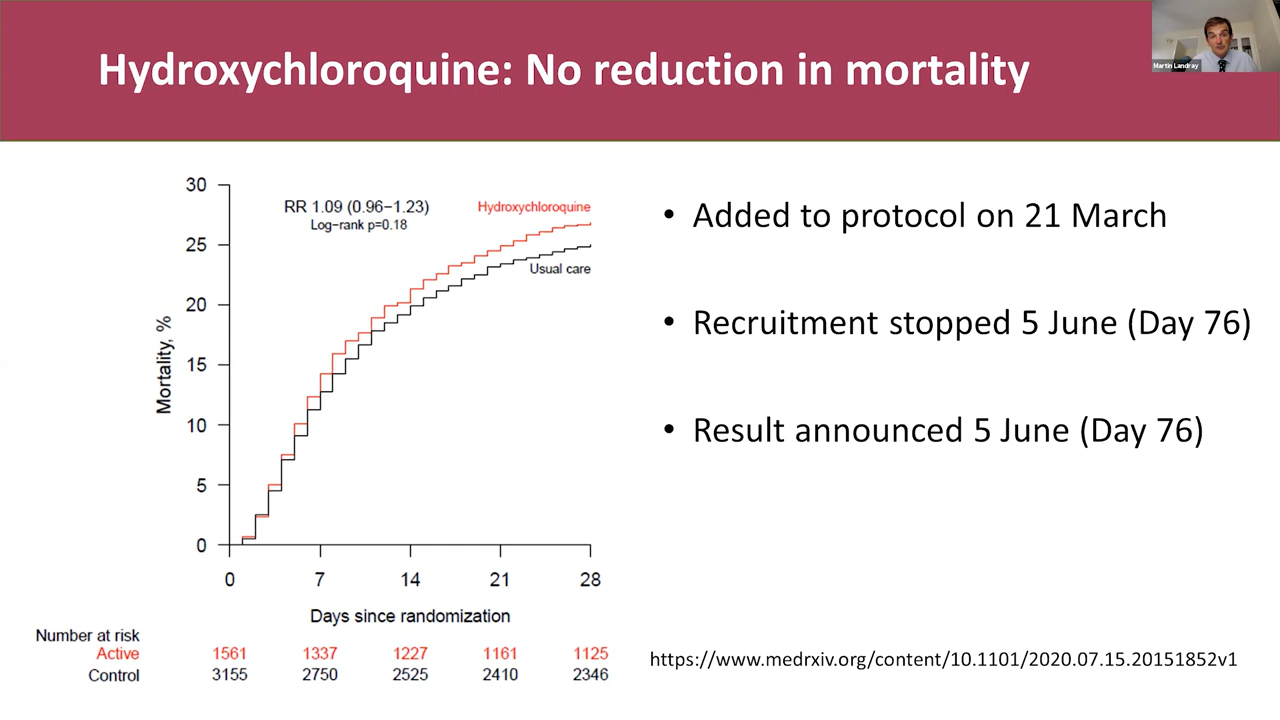 Hydroxychloroquine: No reduction in mortality
Martin Landray
30
25
20
15
10
5
0
Mortality, %
RR 1.09 (0.96−1.23)
Log−rank p=0.18
Hydroxychloroquine
Usual care
0 7 14 21 28
Days since randomization
Number at risk
Active 1561 1337 1227 1161 1125
Control 3155 2750 2525 2410 2346
• Added to protocol on 21 March
• Recruitment stopped 5 June (Day 76)
• Result announced 5 June (Day 76)
https://www.medrxiv.org/content/10.1101/2020.07.15.20151852v1